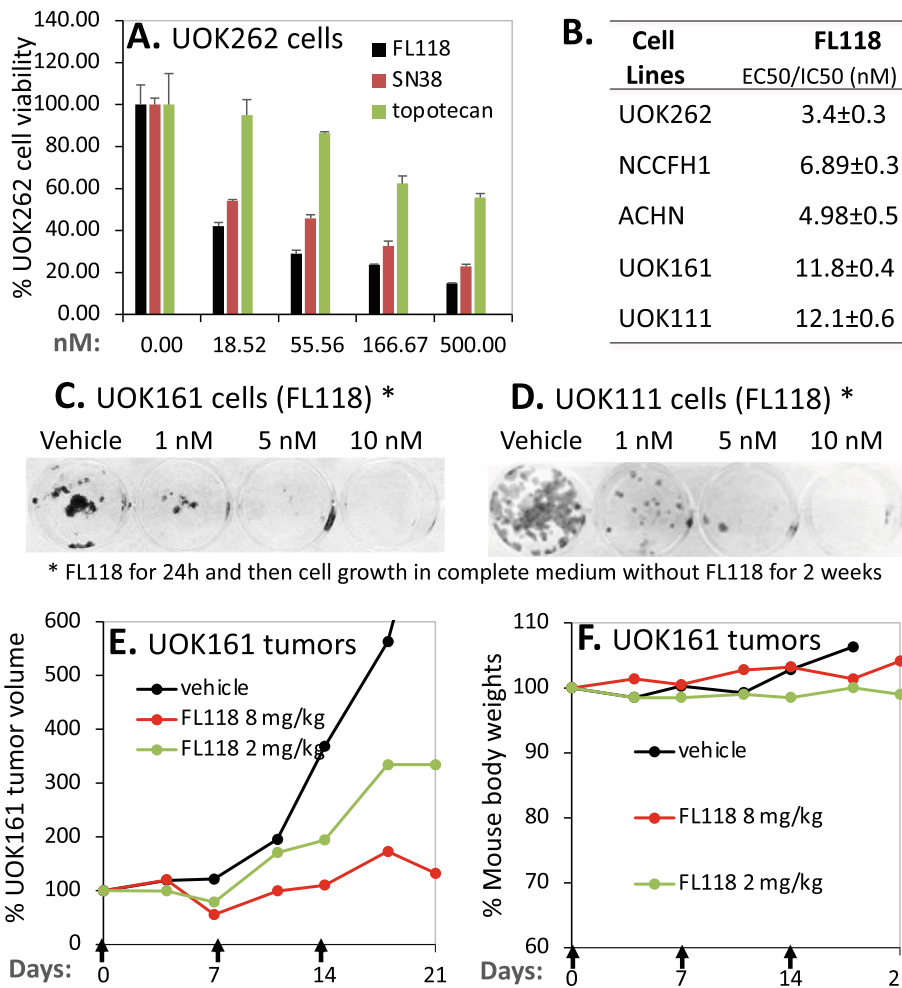 A. UOK262 cells
% UOK262 cell viability
140.00
120.00
100.00
80.00
60.00
40.00
20.00
0.00
FL118
SN38
topotecan
nM: 0.00 18.52 55.56 166.67 500.00
B. Cell Lines FL118 EC50/IC50 (nM)
UOK262 3.4±0.3
NCCFH1 6.89±0.3
ACHN 4.98±0.5
UOK161 11.8±0.4
UOK111 12.1±0.6
C. UOK161 cells (FL118) *
Vehicle 1 nM 5 nM 10 nM
D. UOK111 cells (FL118) *
Vehicle 1 nM 5 nM 10 nM
* FL118 for 24h and then cell growth in complete medium without FL118 for 2 weeks
E. UOK161 tumors
% UOK161 tumor volume
600
500
400
300
200
100
0
vehicle
FL118 8 mg/kg
FL118 2 mg/kg
Days: 0 7 14 21
F. UOK161 tumors
% Mouse body weights
110
100
90
80
70
60
vehicle
FL118 8 mg/kg
FL118 2 mg/kg
Days: 0 7 14 2